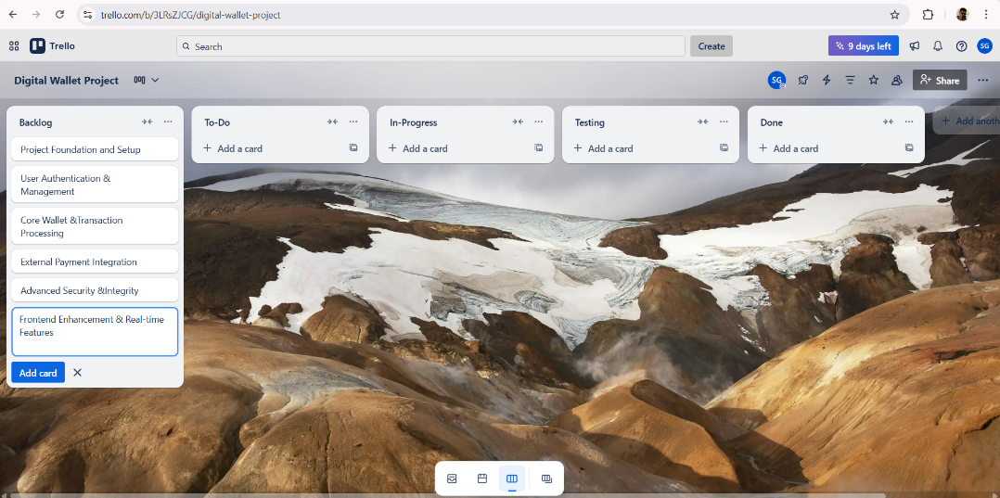 trello.com/b/3LRsZJCG/digital-wallet-project
Trello
Search
Create
9 days left
SG
Digital Wallet Project
SG
Share
Backlog
Project Foundation and Setup
User Authentication &
Management
Core Wallet &Transaction
Processing
External Payment Integration
Advanced Security &Integrity
Frontend Enhancement & Real-time
Features
Add card
To-Do
Add a card
In-Progress
Add a card
Testing
Add a card
Done
Add a card
Add anoth